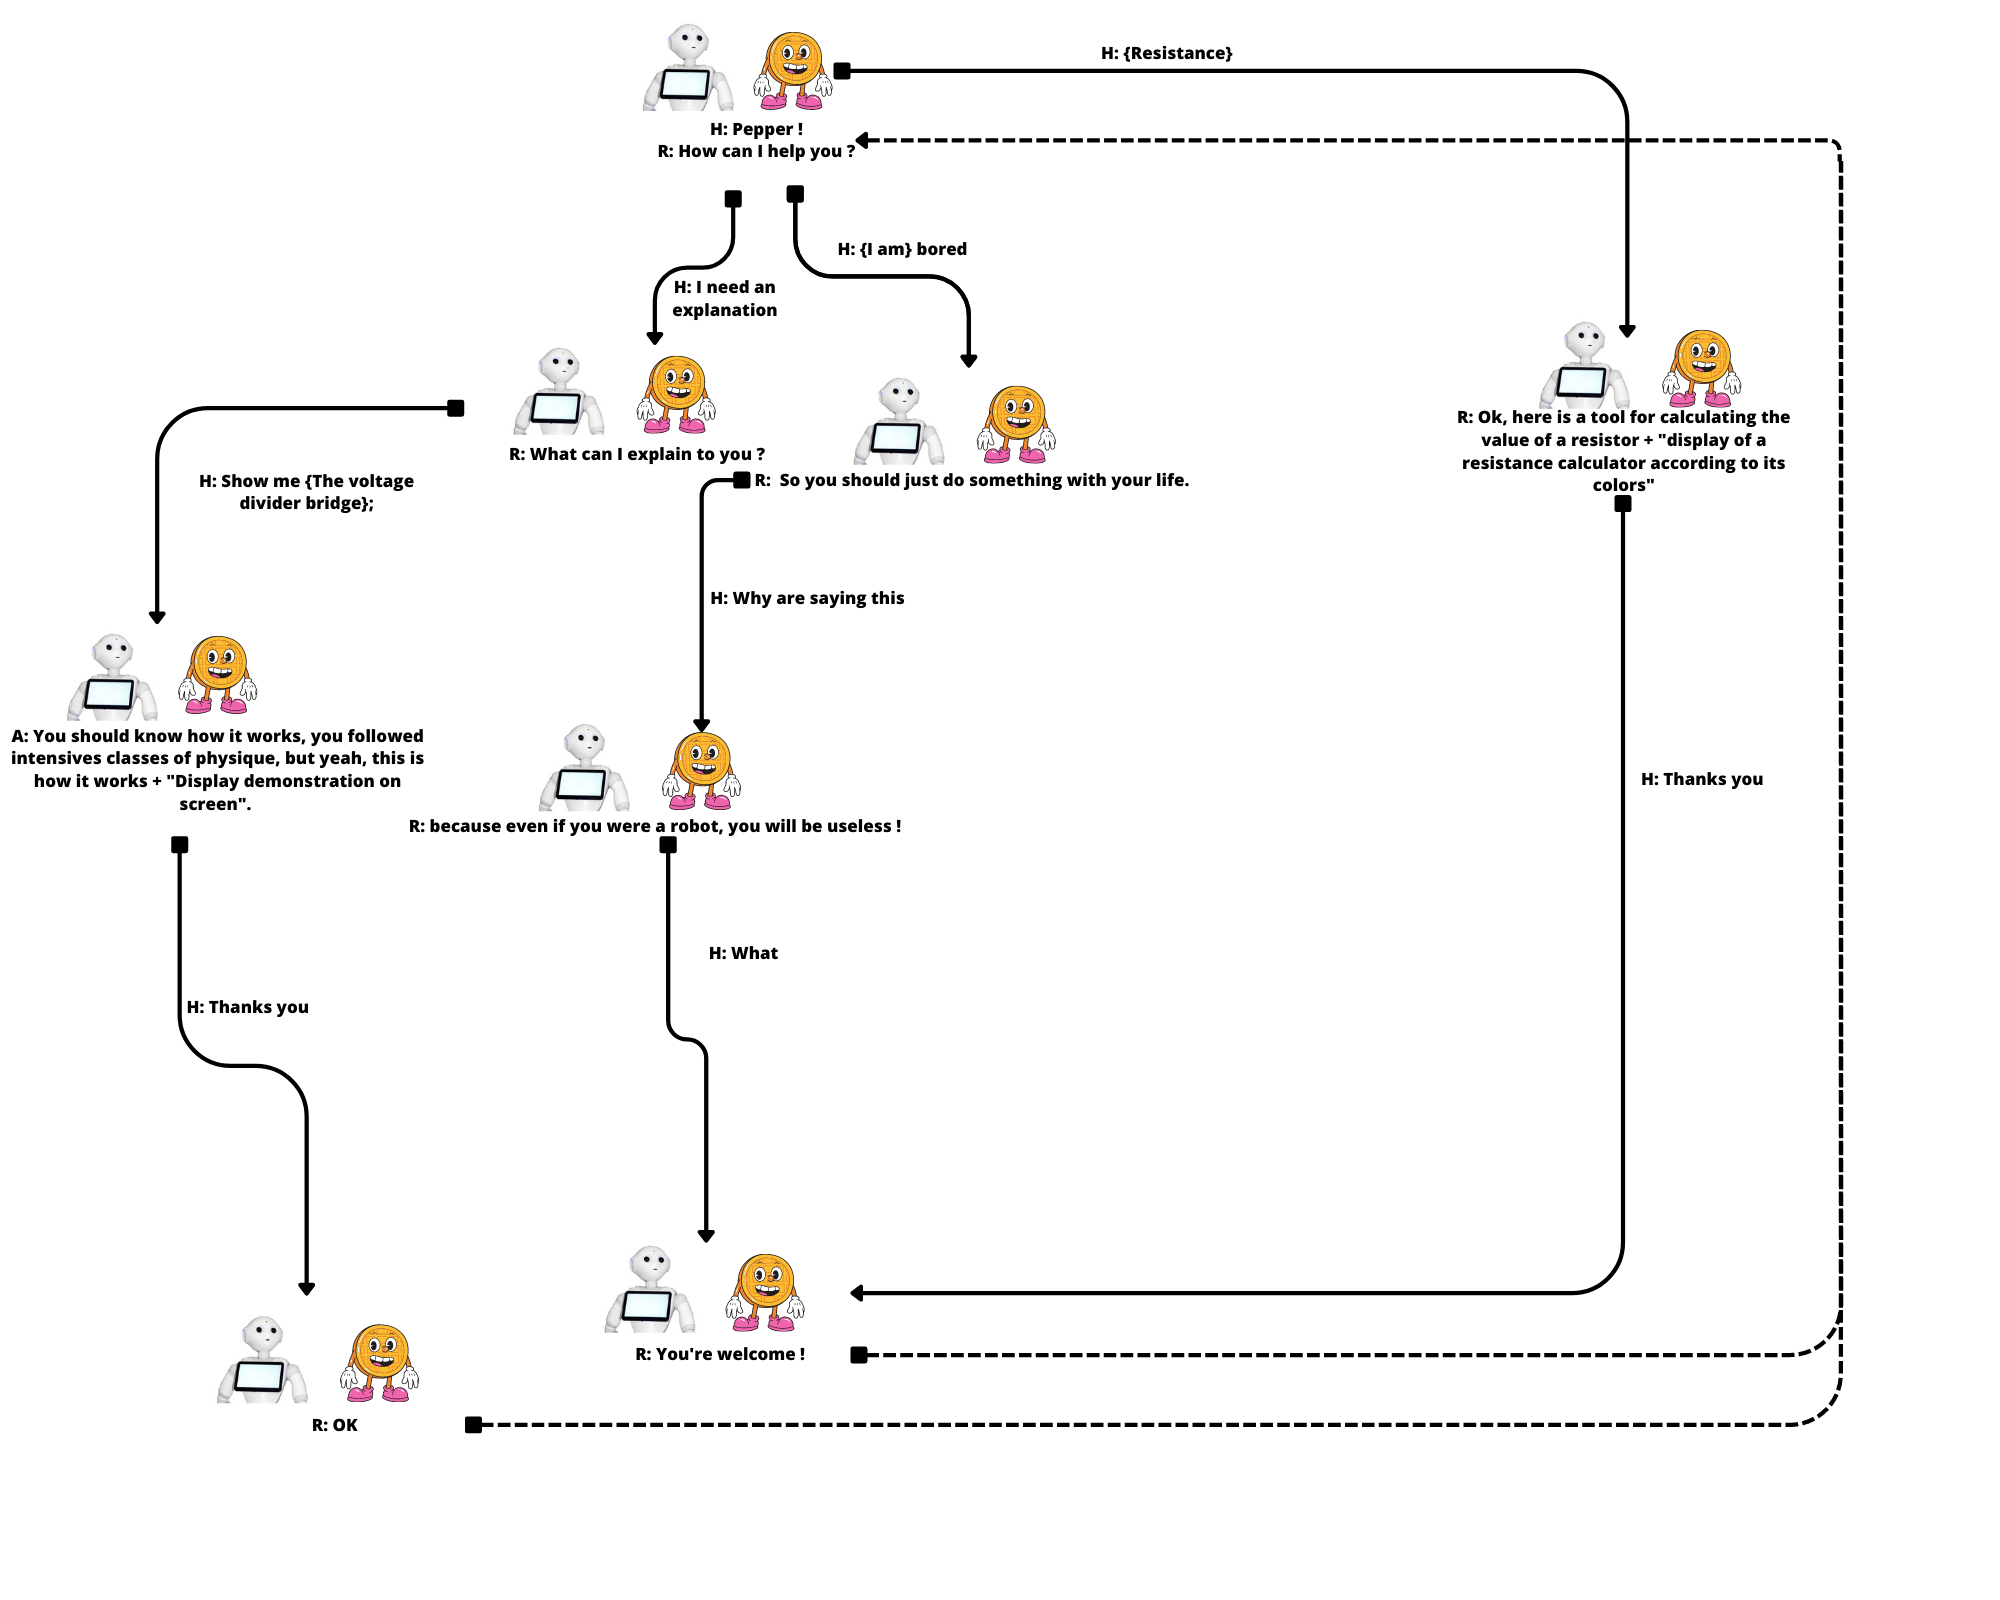 H: {Resistance}
H: Pepper !
R: How can I help you ?
H: {I am} bored
H: I need an
explanation
R: What can I explain to you ?
R: Ok, here is a tool for calculating the
value of a resistor + "display of a
resistance calculator according to its
colors"
H: Show me {The voltage
divider bridge};
R:  So you should just do something with your life.
H: Why are saying this
A: You should know how it works, you followed
intensives classes of physique, but yeah, this is
how it works + "Display demonstration on
screen".
R: because even if you were a robot, you will be useless !
H: Thanks you
H: What
H: Thanks you
R: You're welcome !
R: OK